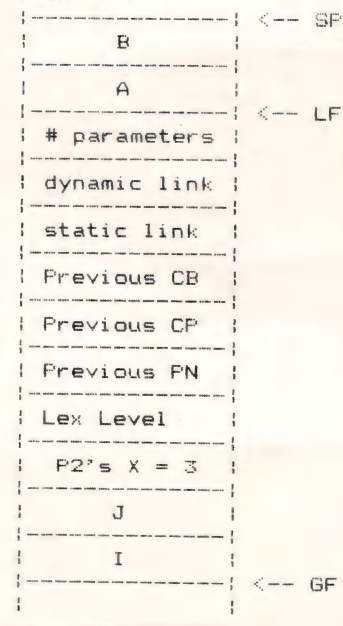 <-- SP
B
A
<-- LF
# parameters
dynamic link
static link
Previous CB
Previous CP
Previous PN
Lex Level
P2's X = 3
J
I
<-- GF